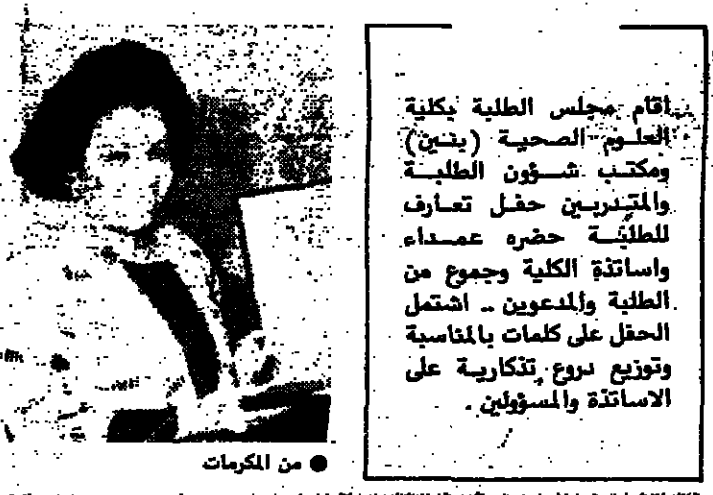 أقام مجلس الطلبة بكلية
العلوم الصحية (بنين)
ومكتب شؤون الطلبة
والمتدربين حفل تعارف
للطلبة حضره عمداء
واساتذة الكلية وجموع من
الطلبة والمدعوين .. اشتمل
الحفل على كلمات بالمناسبة
وتوزيع دروع تذكارية على
الاساتذة والمسؤولين .
● من المكرمات